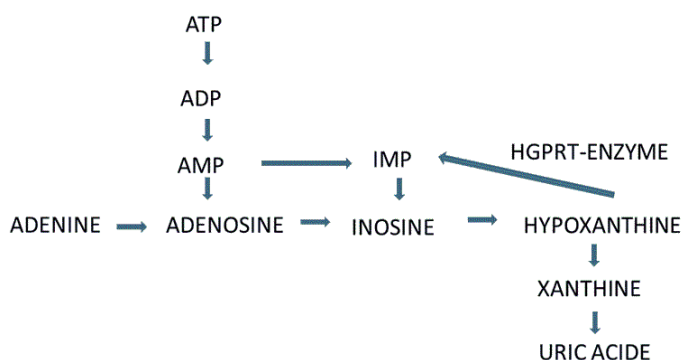 ATP
ADP
AMP
IMP
HGPRT-ENZYME
ADENINE
ADENOSINE
INOSINE
HYPOXANTHINE
XANTHINE
URIC ACIDE